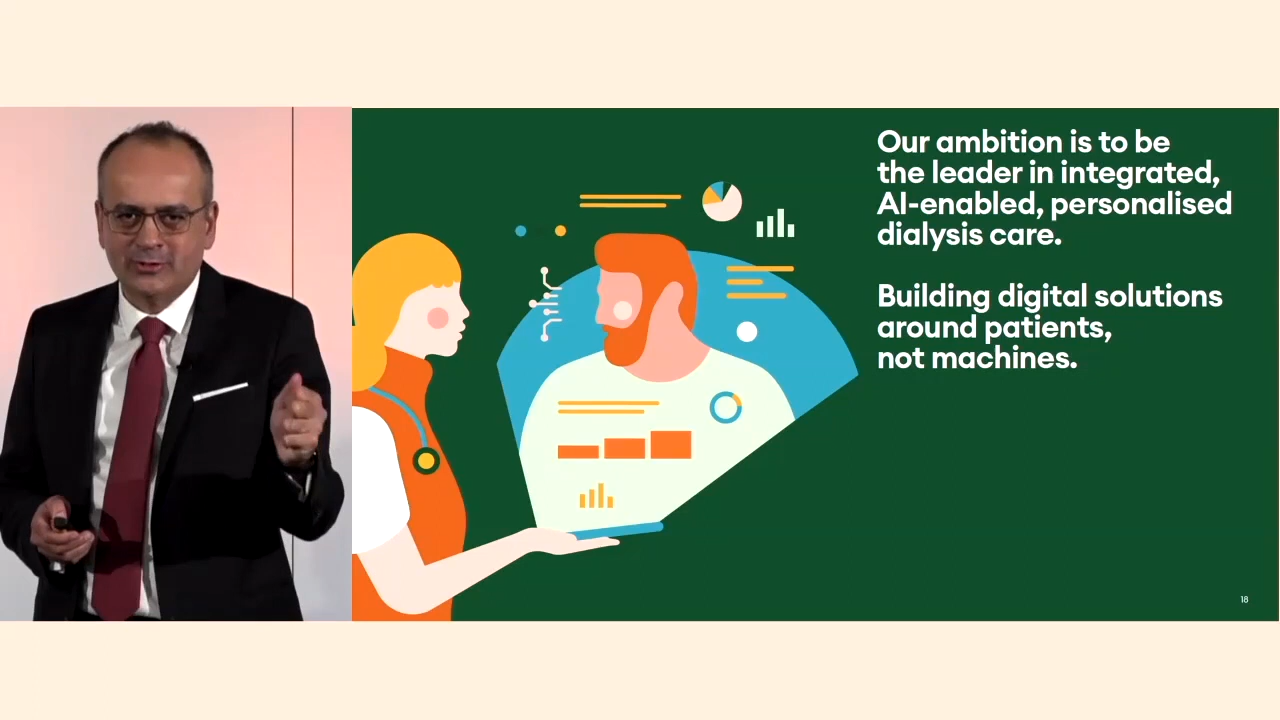 Our ambition is to be
the leader in integrated,
AI-enabled, personalised
dialysis care.
Building digital solutions
around patients,
not machines.
18